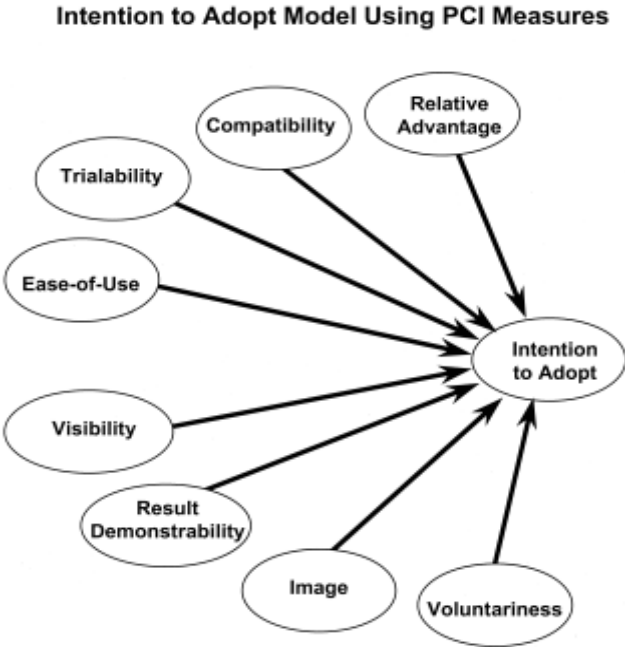 Intention to Adopt Model Using PCI Measures
Relative
Advantage
Compatibility
Trialability
Ease-of-Use
Intention
to Adopt
Visibility
Result
Demonstrability
Image
Voluntariness